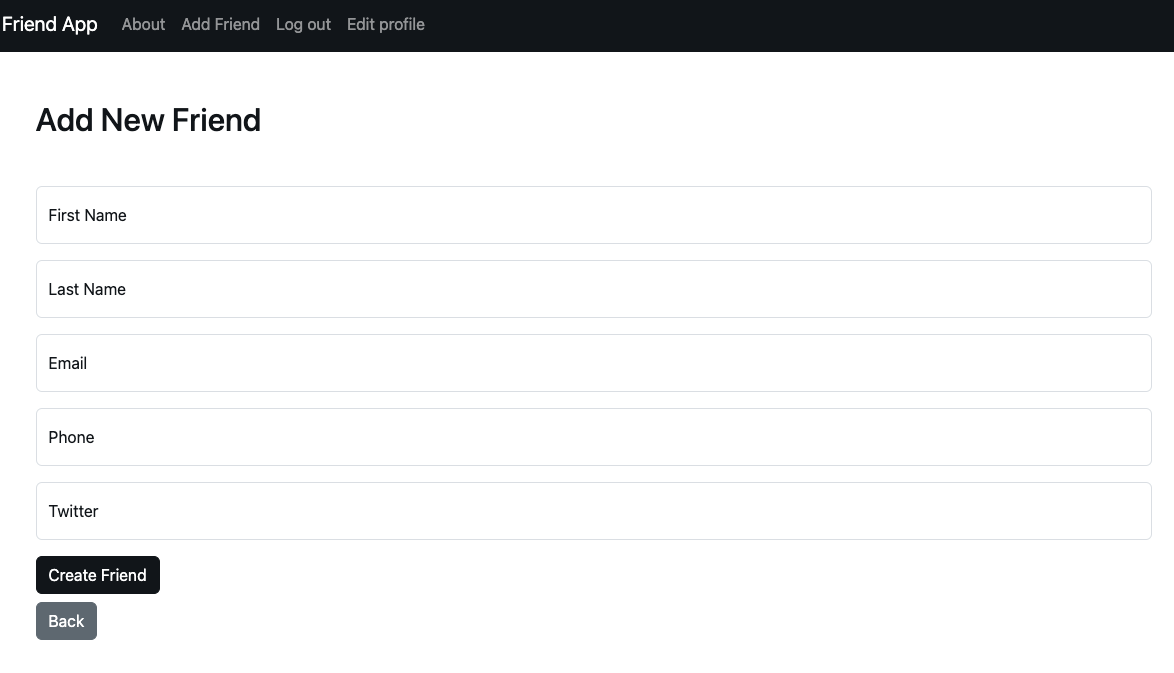 Friend App About Add Friend Log out Edit profile
Add New Friend
First Name
Last Name
Email
Phone
Twitter
Create Friend
Back